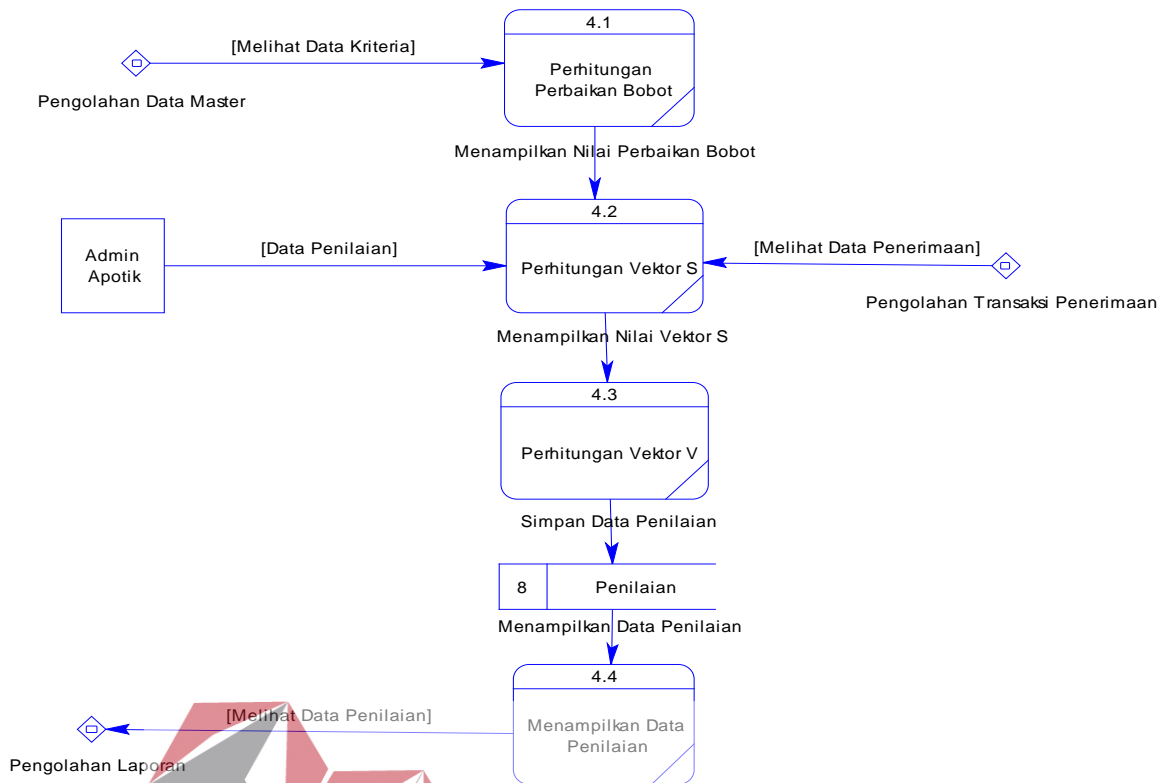 4.1
[Melihat Data Kriteria]
Perhitungan
Perbaikan Bobot
Pengolahan Data Master
Menampilkan Nilai Perbaikan Bobot
4.2
Admin
Apotik
[Data Penilaian]
Perhitungan Vektor S
[Melihat Data Penerimaan]
Pengolahan Transaksi Penerimaan
Menampilkan Nilai Vektor S
4.3
Perhitungan Vektor V
Simpan Data Penilaian
8 Penilaian
Menampilkan Data Penilaian
4.4
[Melihat Data Penilaian]
Menampilkan Data
Penilaian
Pengolahan Laporan